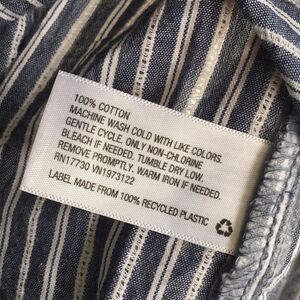 100% COTTON
MACHINE WASH COLD WITH LIKE COLORS.
GENTLE CYCLE. ONLY NON-CHLORINE
BLEACH IF NEEDED. TUMBLE DRY LOW.
REMOVE PROMPTLY. WARM IRON IF NEEDED.
RN17730 VN1973122
LABEL MADE FROM 100% RECYCLED PLASTIC